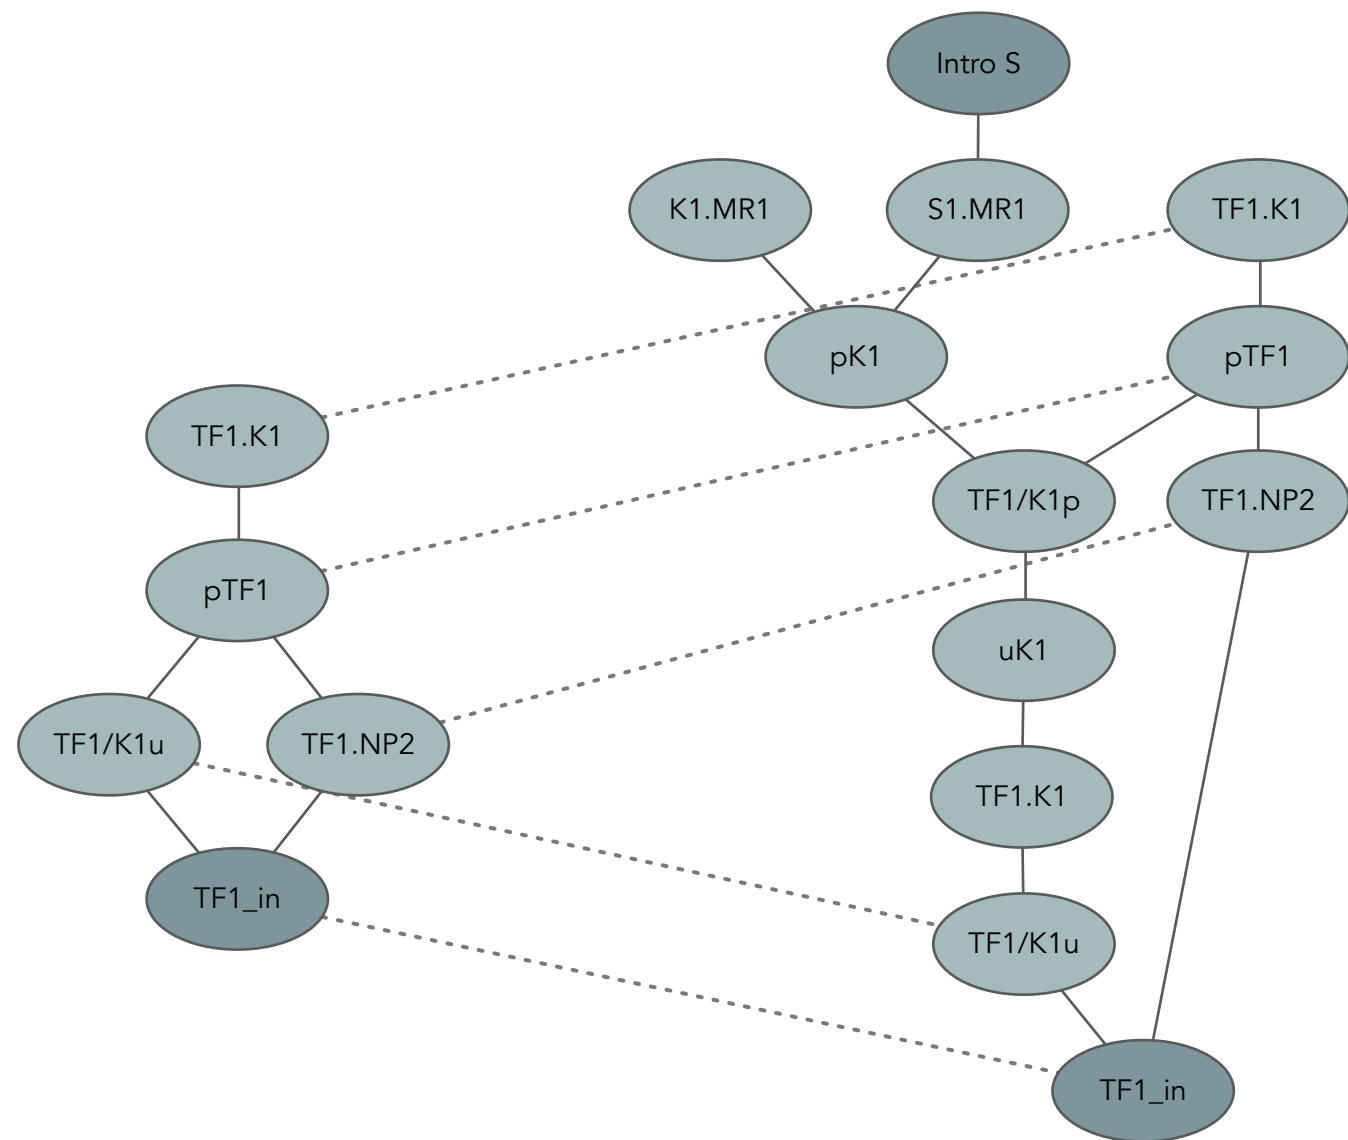 Intro S
K1.MR1
S1.MR1
TF1.K1
pK1
pTF1
TF1.K1
TF1/K1p
TF1.NP2
pTF1
uK1
TF1/K1u
TF1.NP2
TF1.K1
TF1_in
TF1/K1u
TF1_in